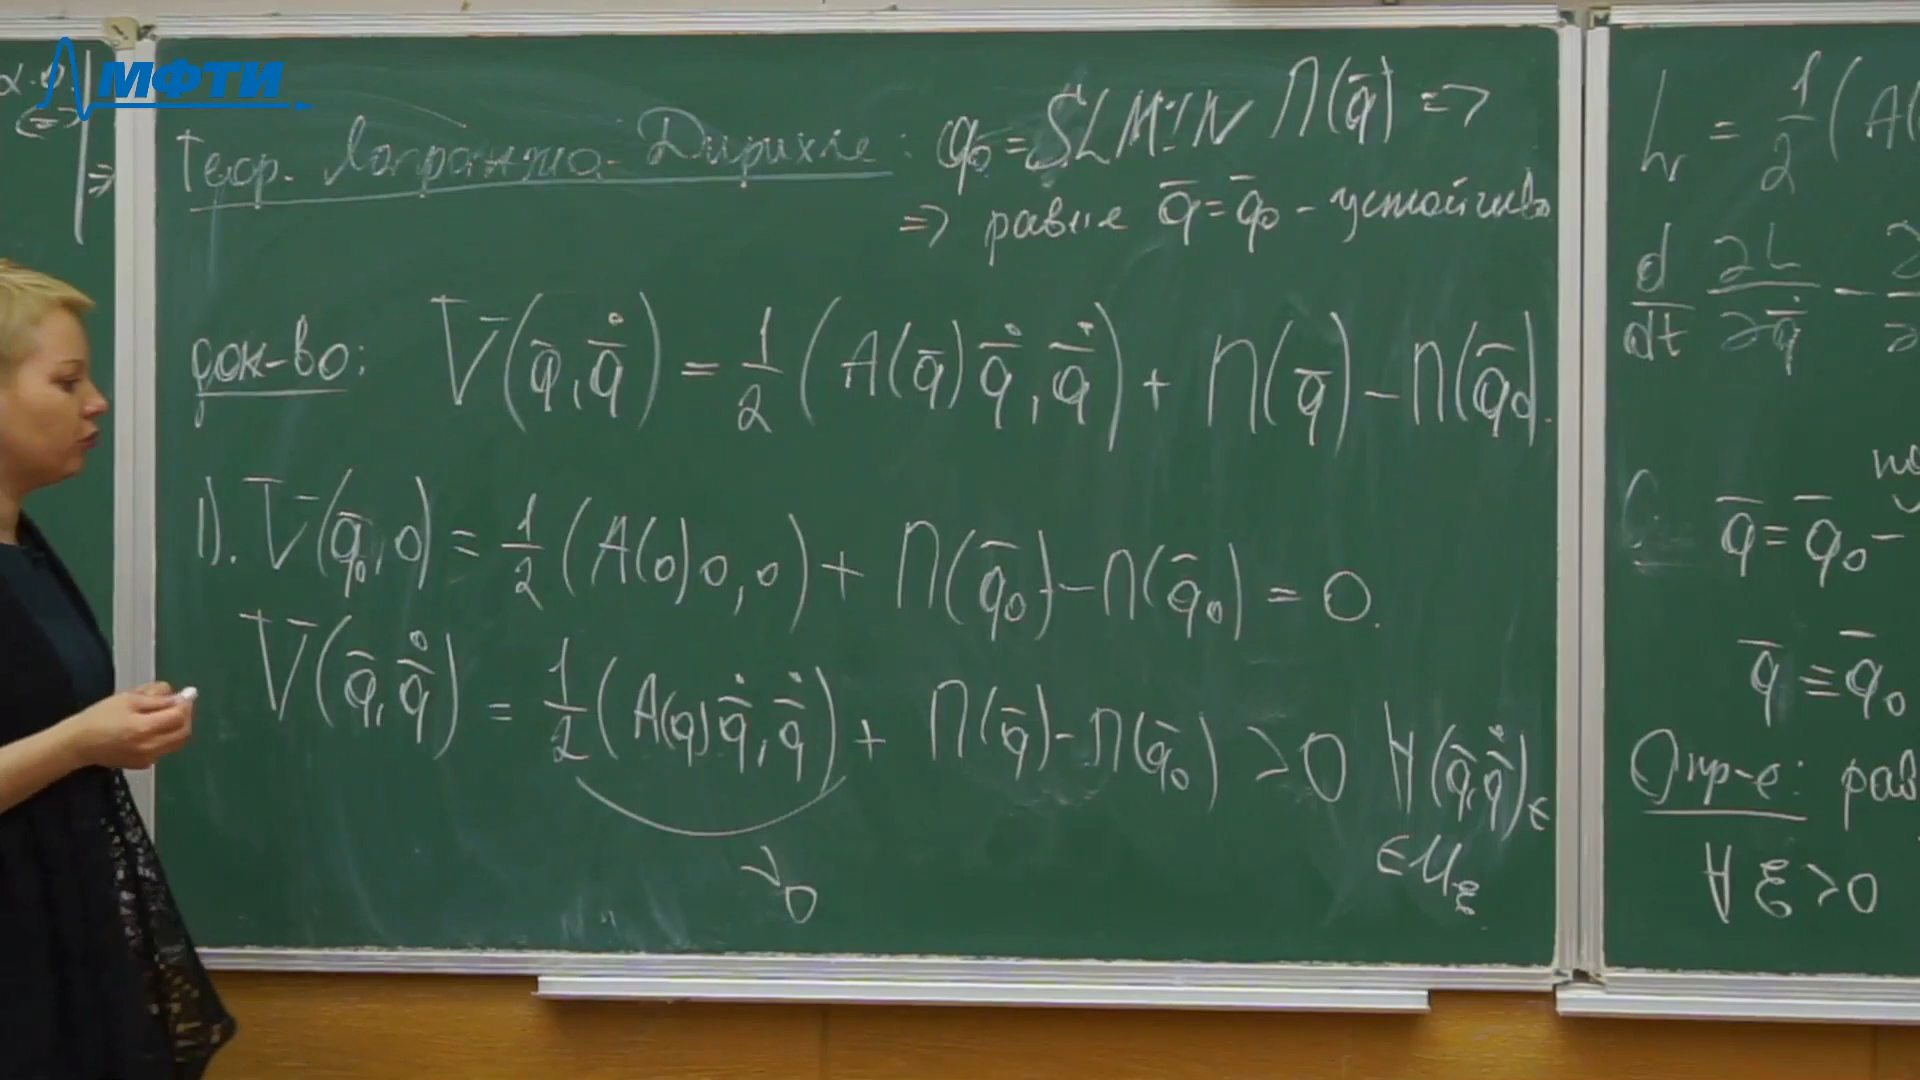 МФТИ
⇒
Теор. Лагранжа-Дирихле: q̄₀ = SLMIN П(q̄) ⇒
⇒ равн-е q̄ = q̄₀ - устойчиво
док-во: V(q̄, q̄̇) = 1/2 (A(q̄) q̄̇, q̄̇) + П(q̄) - П(q̄₀).
1). V(q̄₀, 0) = 1/2 (A(0) 0, 0) + П(q̄₀) - П(q̄₀) = 0.
V(q̄, q̄̇) = 1/2 (A(q) q̄̇, q̄̇) + П(q̄) - П(q̄₀) > 0 ∀(q̄, q̄̇) ∈
∈ U_ε
0
h = 1/2 (A(
d/dt ∂L/∂q̄̇ -
q̄ = q̄₀ -
q̄ ≡ q̄₀
Опр-е: рав
∀ ε > 0